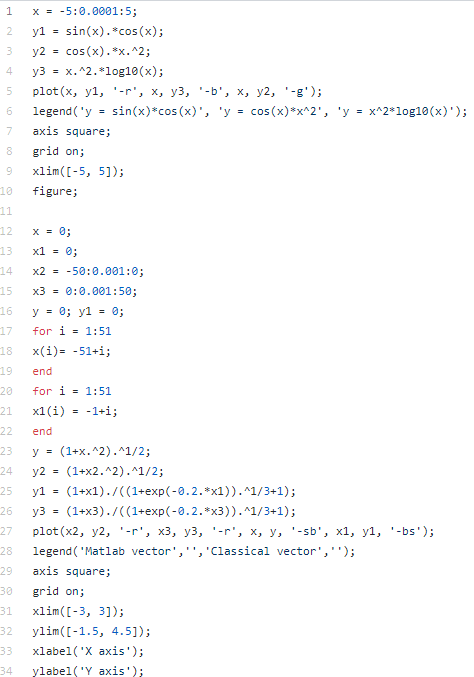 1 x = -5:0.0001:5;
2 y1 = sin(x).*cos(x);
3 y2 = cos(x).*x.^2;
4 y3 = x.^2.*log10(x);
5 plot(x, y1, '-r', x, y3, '-b', x, y2, '-g');
6 legend('y = sin(x)*cos(x)', 'y = cos(x)*x^2', 'y = x^2*log10(x)');
7 axis square;
8 grid on;
9 xlim([-5, 5]);
10 figure;
11
12 x = 0;
13 x1 = 0;
14 x2 = -50:0.001:0;
15 x3 = 0:0.001:50;
16 y = 0; y1 = 0;
17 for i = 1:51
18 x(i)= -51+i;
19 end
20 for i = 1:51
21 x1(i) = -1+i;
22 end
23 y = (1+x.^2).^1/2;
24 y2 = (1+x2.^2).^1/2;
25 y1 = (1+x1)./((1+exp(-0.2.*x1)).^1/3+1);
26 y3 = (1+x3)./((1+exp(-0.2.*x3)).^1/3+1);
27 plot(x2, y2, '-r', x3, y3, '-r', x, y, '-sb', x1, y1, '-bs');
28 legend('Matlab vector','','Classical vector','');
29 axis square;
30 grid on;
31 xlim([-3, 3]);
32 ylim([-1.5, 4.5]);
33 xlabel('X axis');
34 ylabel('Y axis');